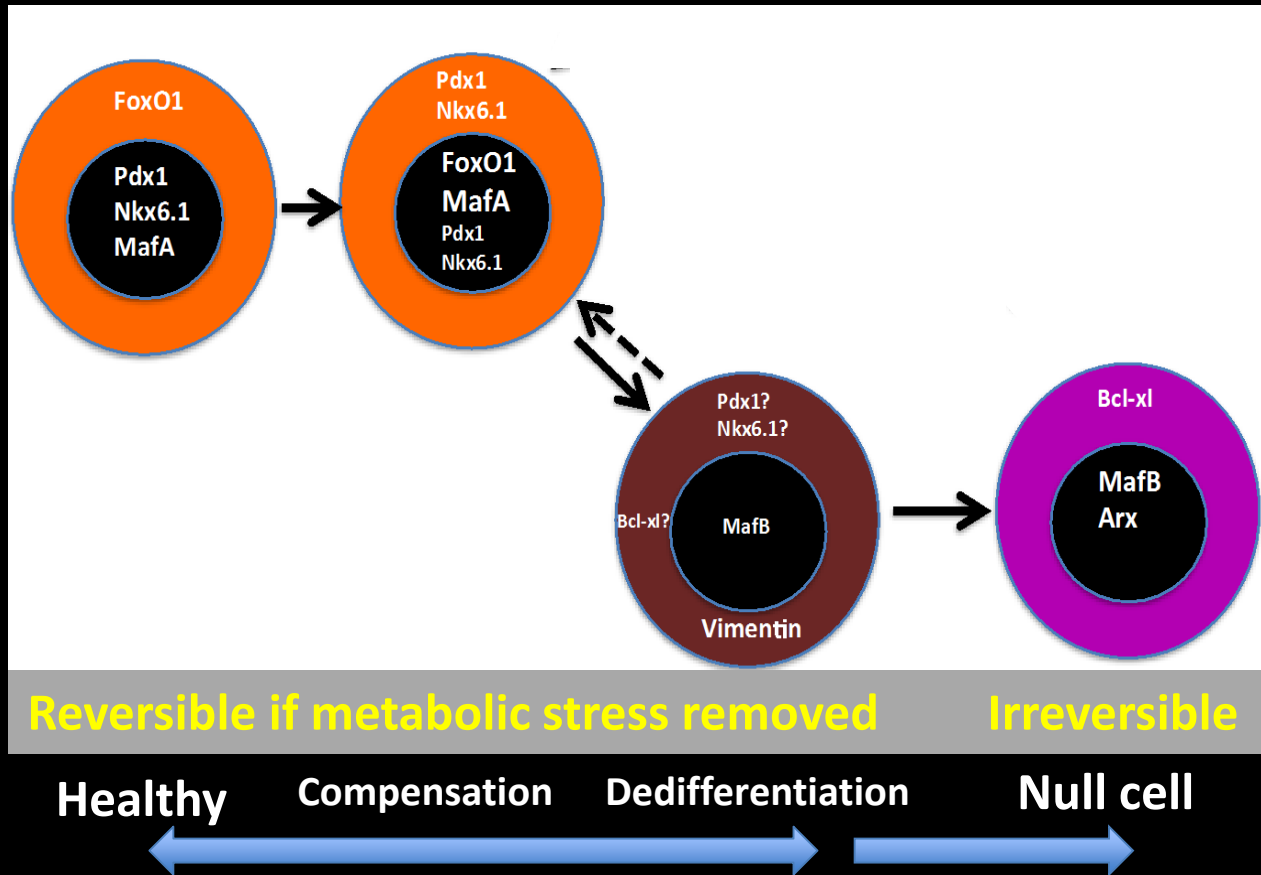 FoxO1
Pdx1
Nkx6.1
MafA
Pdx1
Nkx6.1
FoxO1
MafA
Pdx1
Nkx6.1
Pdx1?
Nkx6.1?
Bcl-xl?
MafB
Vimentin
Bcl-xl
MafB
Arx
Reversible if metabolic stress removed
Irreversible
Healthy
Compensation
Dedifferentiation
Null cell